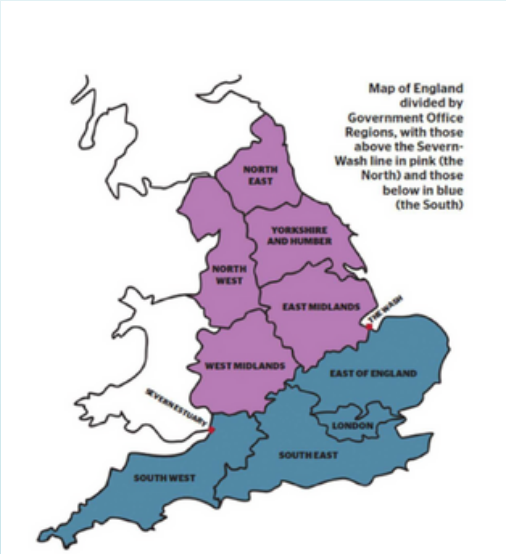 Map of England
divided by
Government Office
Regions, with those
above the Severn-
Wash line in pink (the
North) and those
below in blue
(the South)
NORTH
EAST
YORKSHIRE
AND HUMBER
NORTH
WEST
EAST MIDLANDS
THE WASH
WEST MIDLANDS
EAST OF ENGLAND
SEVERN ESTUARY
LONDON
SOUTH EAST
SOUTH WEST